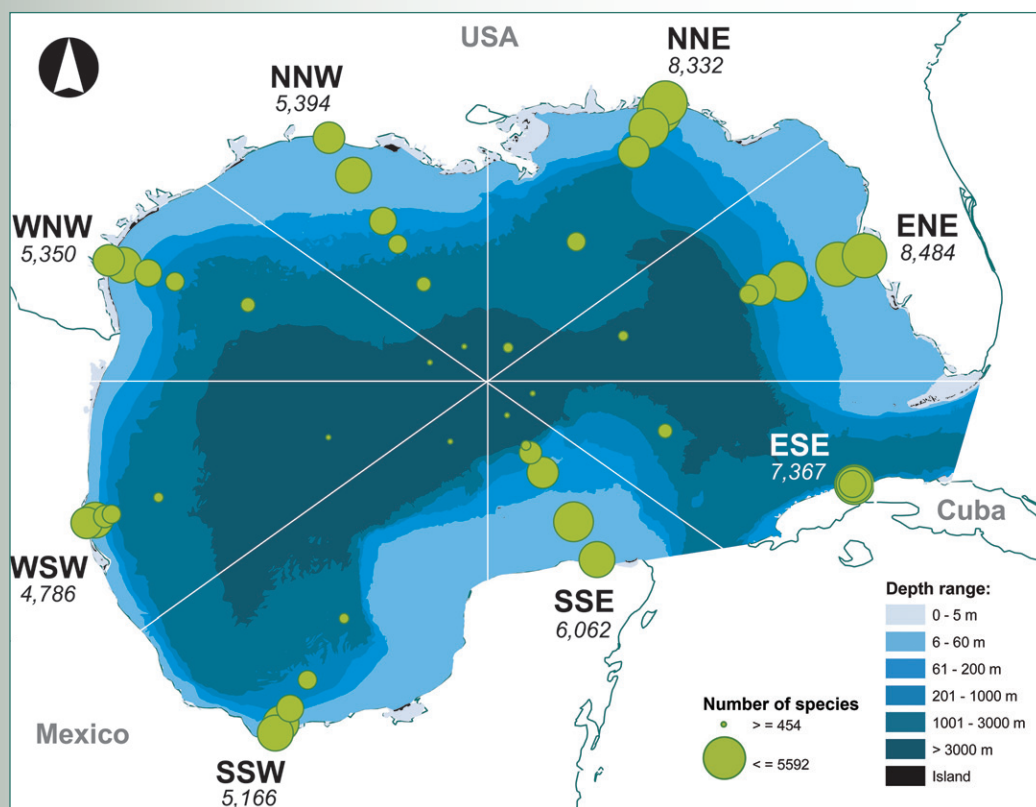 USA
NNE
8,332
NNW
5,394
WNW
5,350
ENE
8,484
ESE
7,367
Cuba
WSW
4,786
SSE
6,062
Mexico
SSW
5,166
Number of species
> = 454
< = 5592
Depth range:
0 - 5 m
6 - 60 m
61 - 200 m
201 - 1000 m
1001 - 3000 m
> 3000 m
Island